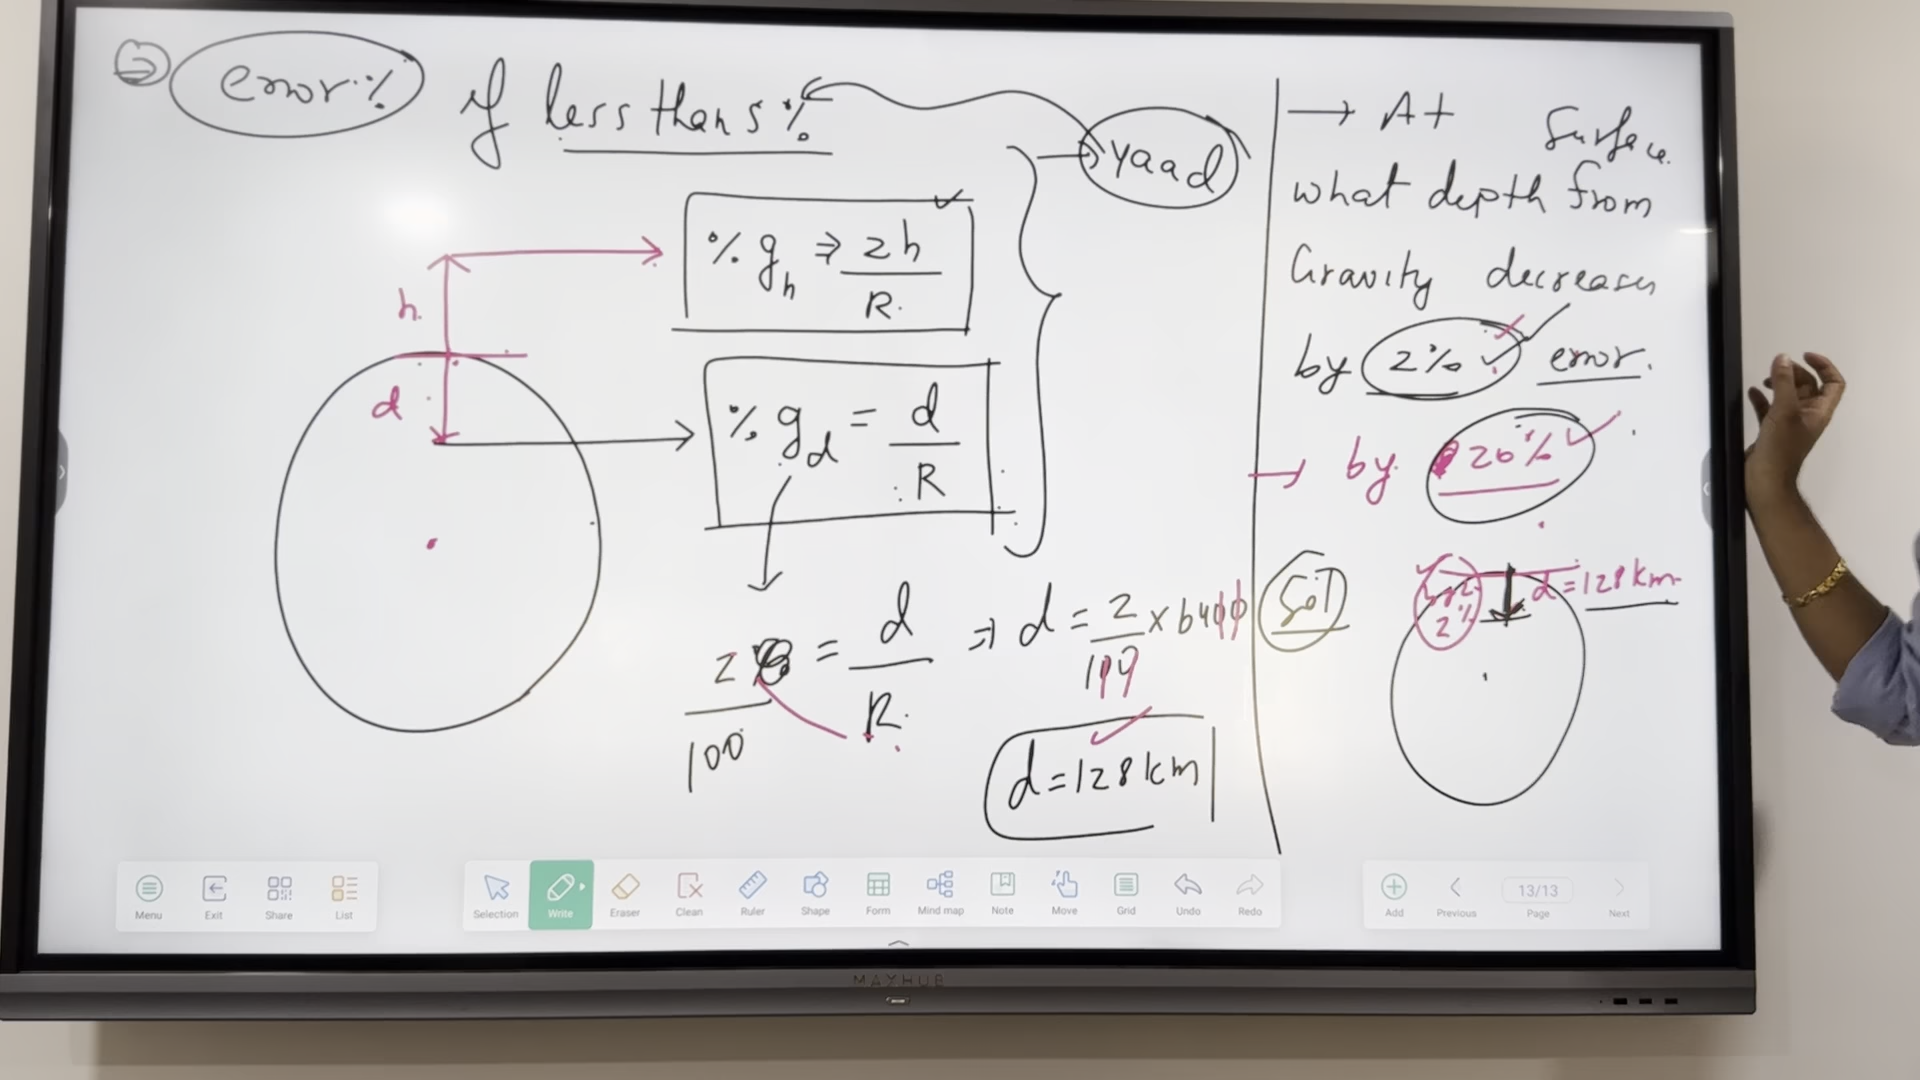 ② error % if less than 5 %
yaad
h
% g_h ⇒ 2h / R
d
% g_d = d / R
2 / 100 = d / R
⇒ d = 2 / 100 × 6400
d = 128 km
→ At Surface
what depth from
Gravity decreases
by 2% error.
→ by 20%
Sol
d = 128 km
2%
Menu
Exit
Share
List
Selection
Write
Eraser
Clean
Ruler
Shape
Form
Mind map
Note
Move
Grid
Undo
Redo
Add
Previous
13/13
Page
Next
MAYHUB